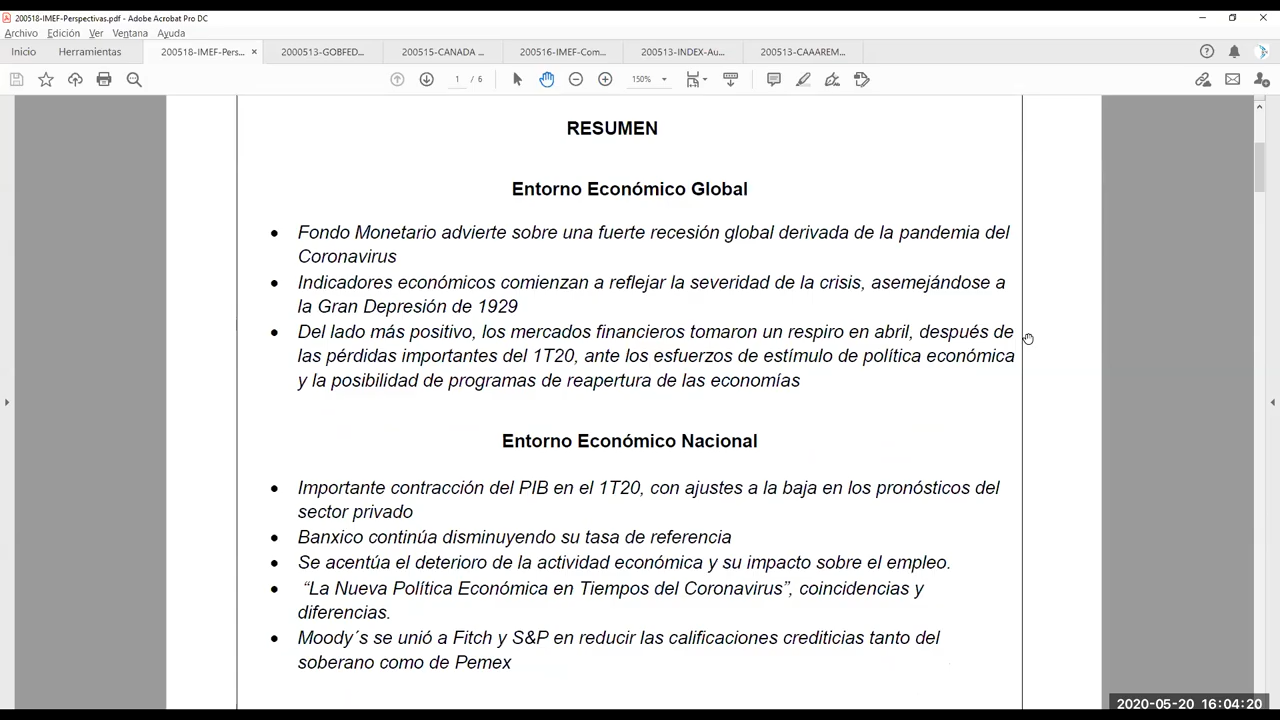 200518-IMEF-Perspectivas.pdf - Adobe Acrobat Pro DC
Archivo Edición Ver Ventana Ayuda
Inicio Herramientas 200518-IMEF-Pers... × 200513-GOBFED... 200515-CANADA ... 200516-IMEF-Com... 200513-INDEX-Au... 200513-CAAAREM...
1 / 6 150%
RESUMEN
Entorno Económico Global
• Fondo Monetario advierte sobre una fuerte recesión global derivada de la pandemia del
Coronavirus
• Indicadores económicos comienzan a reflejar la severidad de la crisis, asemejándose a
la Gran Depresión de 1929
• Del lado más positivo, los mercados financieros tomaron un respiro en abril, después de
las pérdidas importantes del 1T20, ante los esfuerzos de estímulo de política económica
y la posibilidad de programas de reapertura de las economías
Entorno Económico Nacional
• Importante contracción del PIB en el 1T20, con ajustes a la baja en los pronósticos del
sector privado
• Banxico continúa disminuyendo su tasa de referencia
• Se acentúa el deterioro de la actividad económica y su impacto sobre el empleo.
• “La Nueva Política Económica en Tiempos del Coronavirus”, coincidencias y
diferencias.
• Moody´s se unió a Fitch y S&P en reducir las calificaciones crediticias tanto del
soberano como de Pemex
2020-05-20 16:04:20